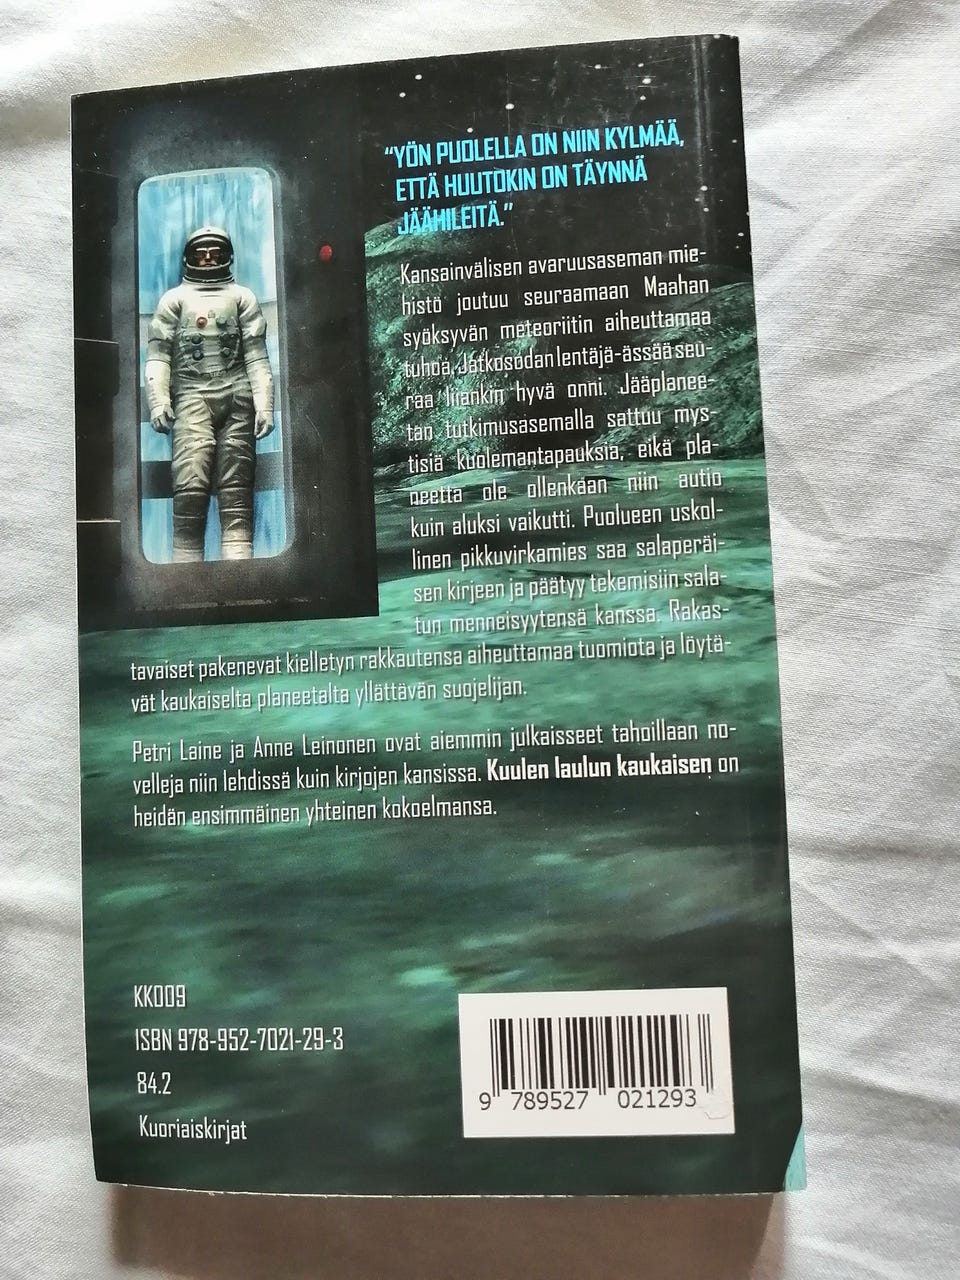 “YÖN PUOLELLA ON NIIN KYLMÄÄ,
ETTÄ HUUTOKIN ON TÄYNNÄ
JÄÄHILEITÄ.”
Kansainvälisen avaruusaseman mie-
histö joutuu seuraamaan Maahan
syöksyvän meteoriitin aiheuttamaa
tuhoa. Jatkosodan lentäjä-ässää seu-
raa liiankin hyvä onni. Jääplanee-
tan tutkimusasemalla sattuu mys-
tisiä kuolemantapauksia, eikä pla-
neetta ole ollenkaan niin autio
kuin aluksi vaikutti. Puolueen uskol-
linen pikkuvirkamies saa salaperäi-
sen kirjeen ja päätyy tekemisiin sala-
tun menneisyytensä kanssa. Rakas-
tavaiset pakenevat kielletyn rakkautensa aiheuttamaa tuomiota ja löytä-
vät kaukaiselta planeetalta yllättävän suojelijan.
Petri Laine ja Anne Leinonen ovat aiemmin julkaisseet tahoillaan no-
velleja niin lehdissä kuin kirjojen kansissa. Kuulen laulun kaukaisen on
heidän ensimmäinen yhteinen kokoelmansa.
KK009
ISBN 978-952-7021-29-3
84.2
Kuoriaiskirjat
9 789527 021293